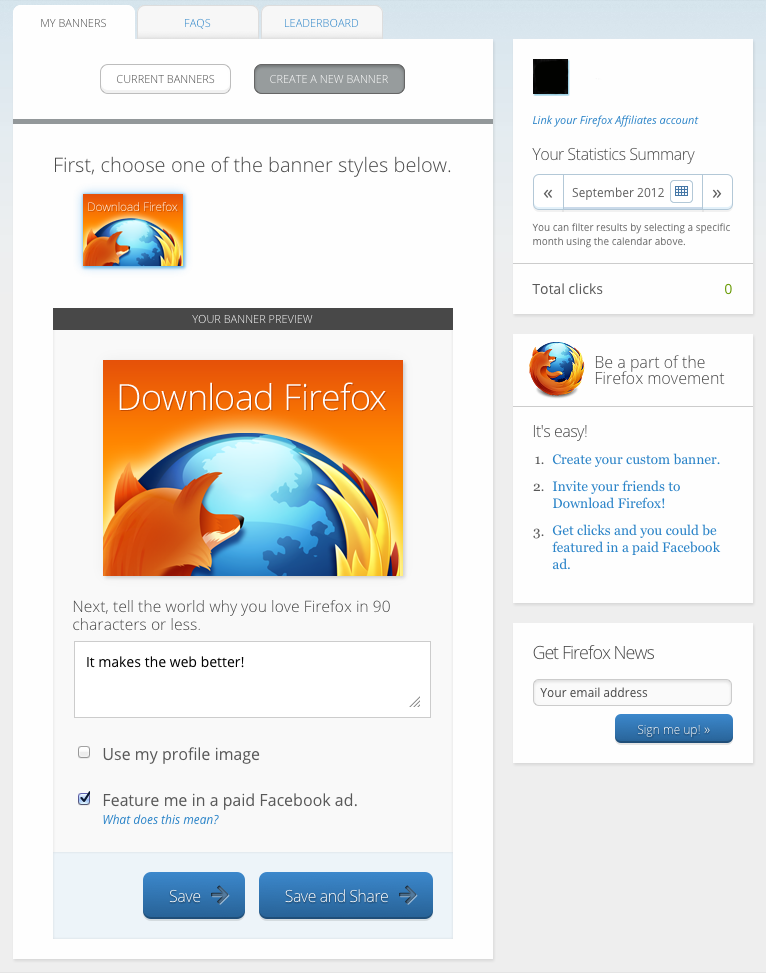 MY BANNERS
FAQS
LEADERBOARD
CURRENT BANNERS
CREATE A NEW BANNER
First, choose one of the banner styles below.
Download Firefox
YOUR BANNER PREVIEW
Download Firefox
Next, tell the world why you love Firefox in 90
characters or less.
It makes the web better!
Use my profile image
Feature me in a paid Facebook ad.
What does this mean?
Save
Save and Share
Link your Firefox Affiliates account
Your Statistics Summary
« September 2012 »
You can filter results by selecting a specific
month using the calendar above.
Total clicks 0
Be a part of the
Firefox movement
It's easy!
1. Create your custom banner.
2. Invite your friends to
Download Firefox!
3. Get clicks and you could be
featured in a paid Facebook
ad.
Get Firefox News
Your email address
Sign me up! »